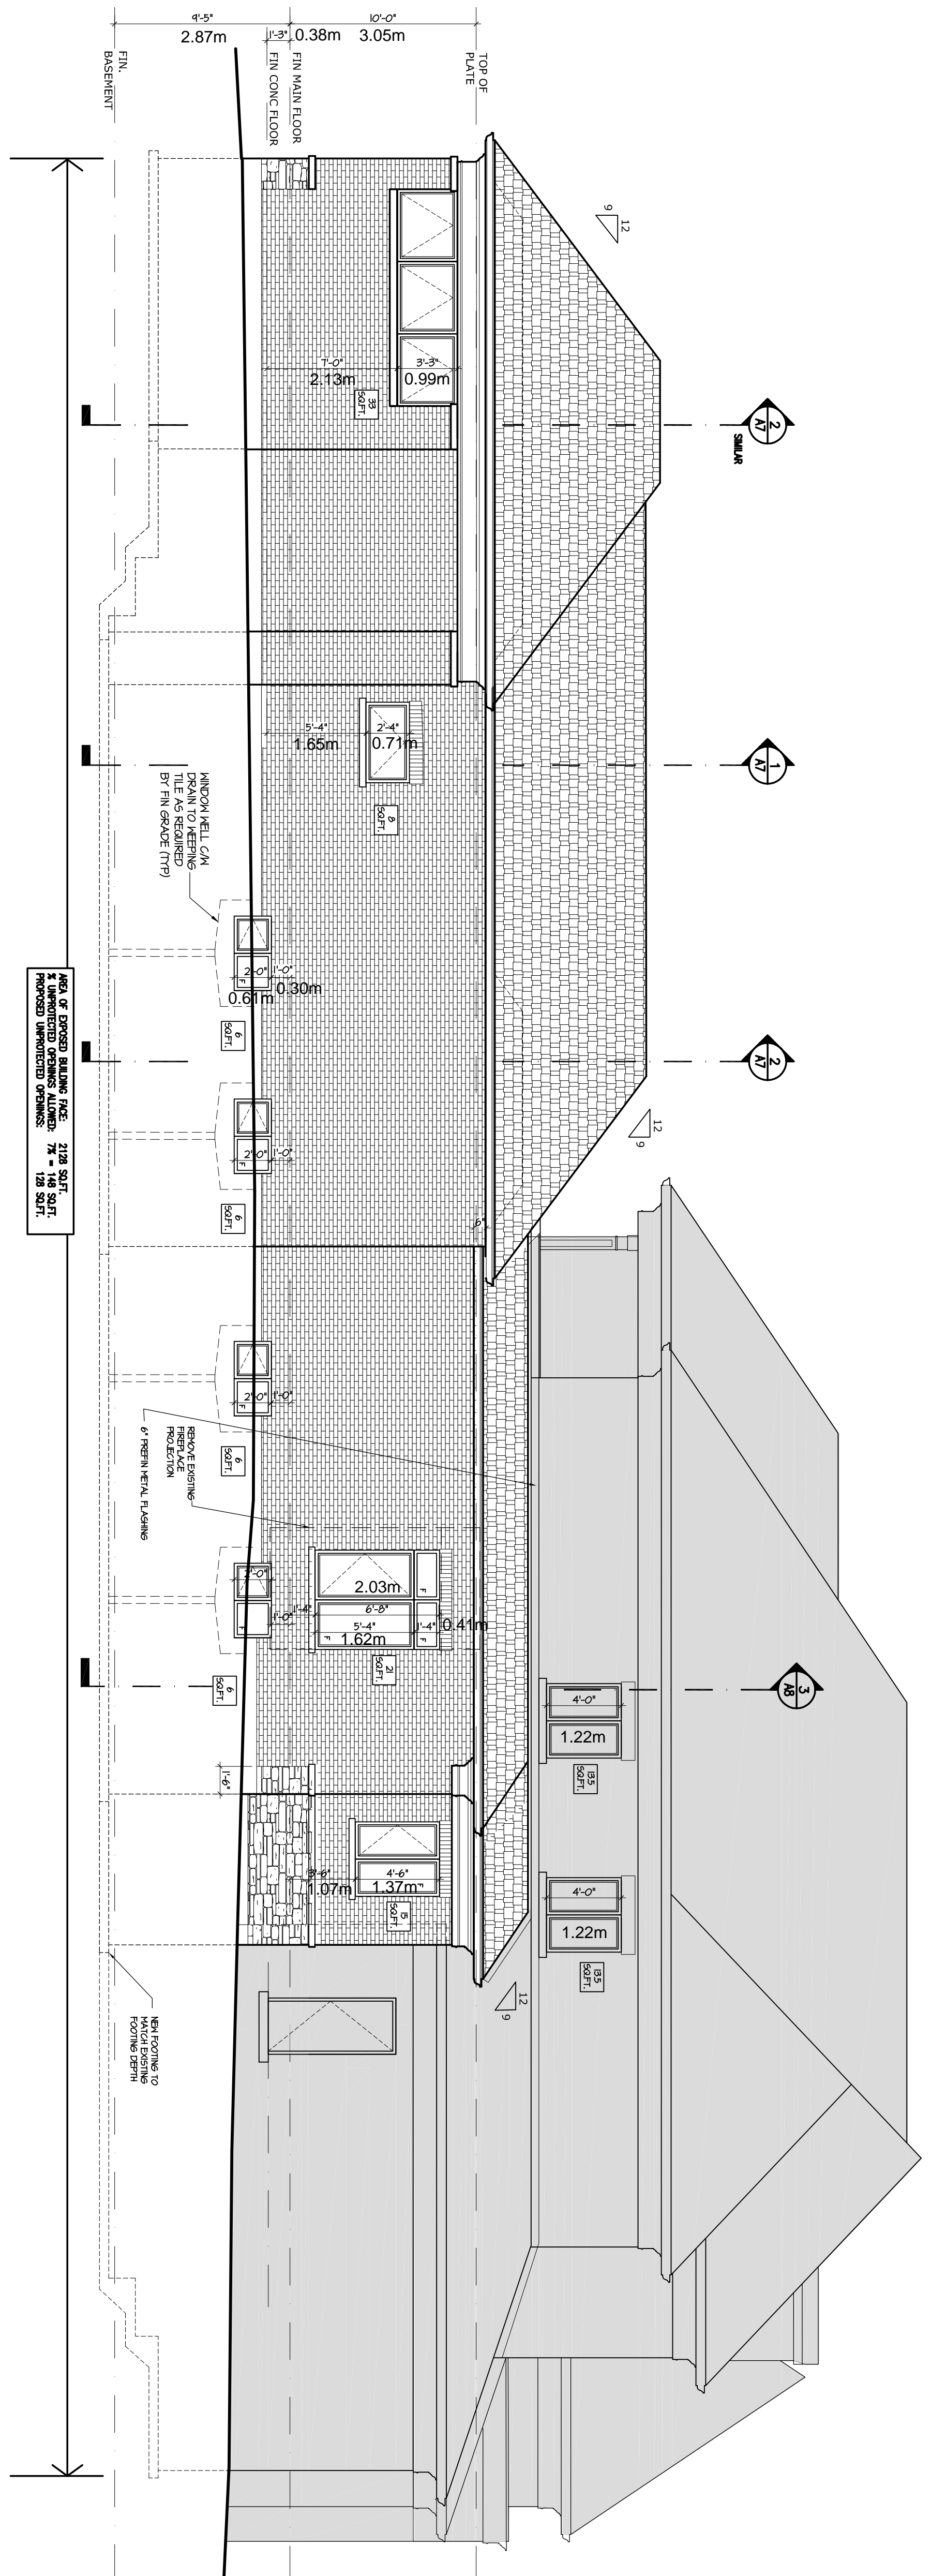 TOP OF
PLATE
10'-0"
3.05m
FIN MAIN FLOOR
1'-3"
0.38m
FIN CONC FLOOR
9'-5"
2.87m
FIN.
BASEMENT
12
9
2
A7
SIMILAR
1
A7
2
A7
12
9
3
A8
3'-3"
0.99m
7'-0"
2.13m
33
SQ.FT.
2'-4"
0.71m
5'-4"
1.65m
8
SQ.FT.
WINDOW WELL C/W
DRAIN TO WEEPING
TILE AS REQUIRED
BY FIN GRADE (TYP)
1'-0"
0.30m
2'-0"
0.61m
F
6
SQ.FT.
1'-0"
2'-0"
F
6
SQ.FT.
6"
1'-0"
2'-0"
F
6
SQ.FT.
6" PREFIN METAL FLASHING
REMOVE EXISTING
FIREPLACE
PROJECTION
F
F
F
2.03m
6'-8"
5'-4"
1.62m
1'-4"
0.41m
1'-4"
21
SQ.FT.
1'-0"
2'-0"
F
6
SQ.FT.
4'-0"
1.22m
13.5
SQ.FT.
4'-0"
1.22m
13.5
SQ.FT.
1'-6"
4'-6"
1.37m
F
3'-6"
1.07m
15
SQ.FT.
12
9
NEW FOOTING TO
MATCH EXISTING
FOOTING DEPTH
AREA OF EXPOSED BUILDING FACE: 2128 SQ.FT.
% UNPROTECTED OPENINGS ALLOWED: 7% = 148 SQ.FT.
PROPOSED UNPROTECTED OPENINGS: 128 SQ.FT.